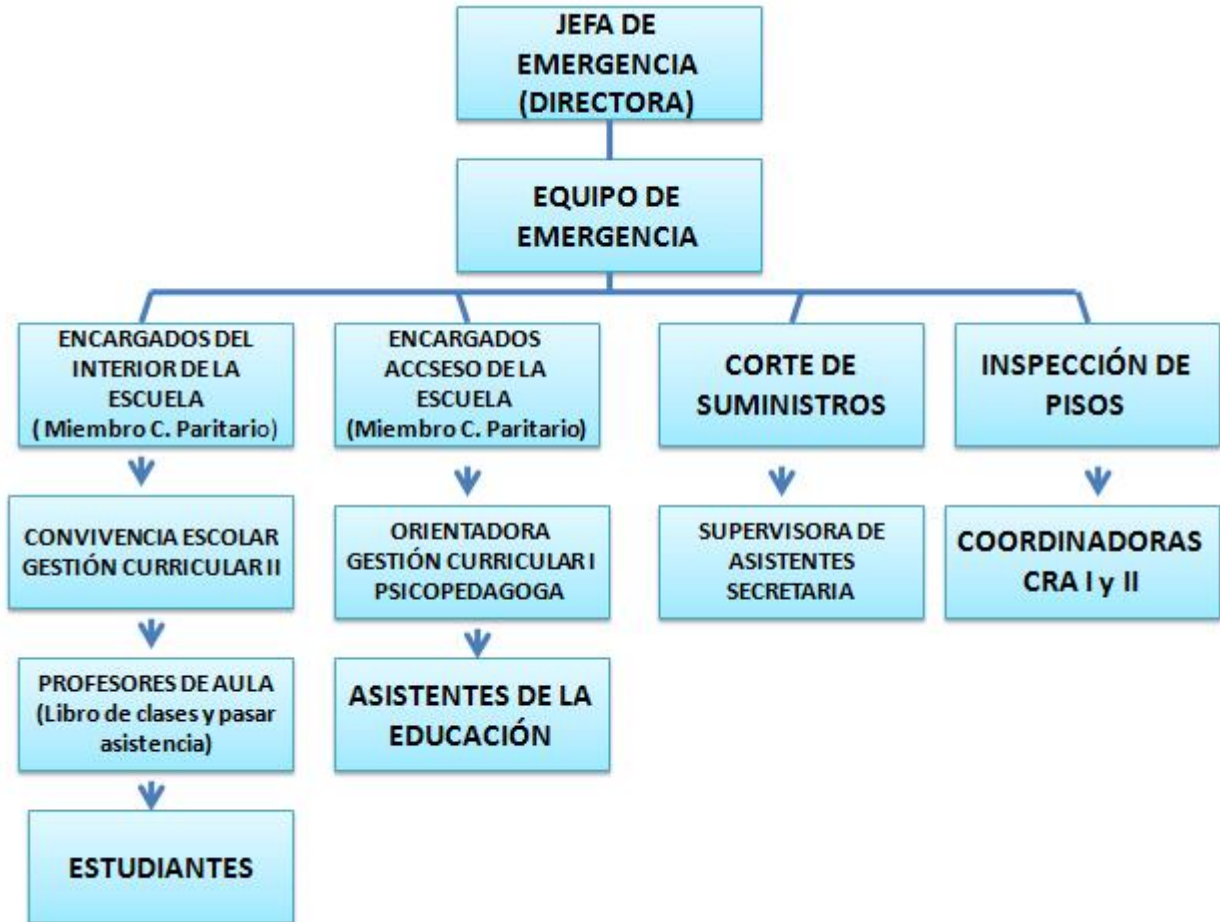 JEFA DE
EMERGENCIA
(DIRECTORA)
EQUIPO DE
EMERGENCIA
ENCARGADOS DEL
INTERIOR DE LA
ESCUELA
( Miembro C. Paritario)
ENCARGADOS
ACCSESO DE LA
ESCUELA
(Miembro C. Paritario)
CORTE DE
SUMINISTROS
INSPECCIÓN DE
PISOS
CONVIVENCIA ESCOLAR
GESTIÓN CURRICULAR II
ORIENTADORA
GESTIÓN CURRICULAR I
PSICOPEDAGOGA
SUPERVISORA DE
ASISTENTES
SECRETARIA
COORDINADORAS
CRA I y II
PROFESORES DE AULA
(Libro de clases y pasar
asistencia)
ASISTENTES DE LA
EDUCACIÓN
ESTUDIANTES